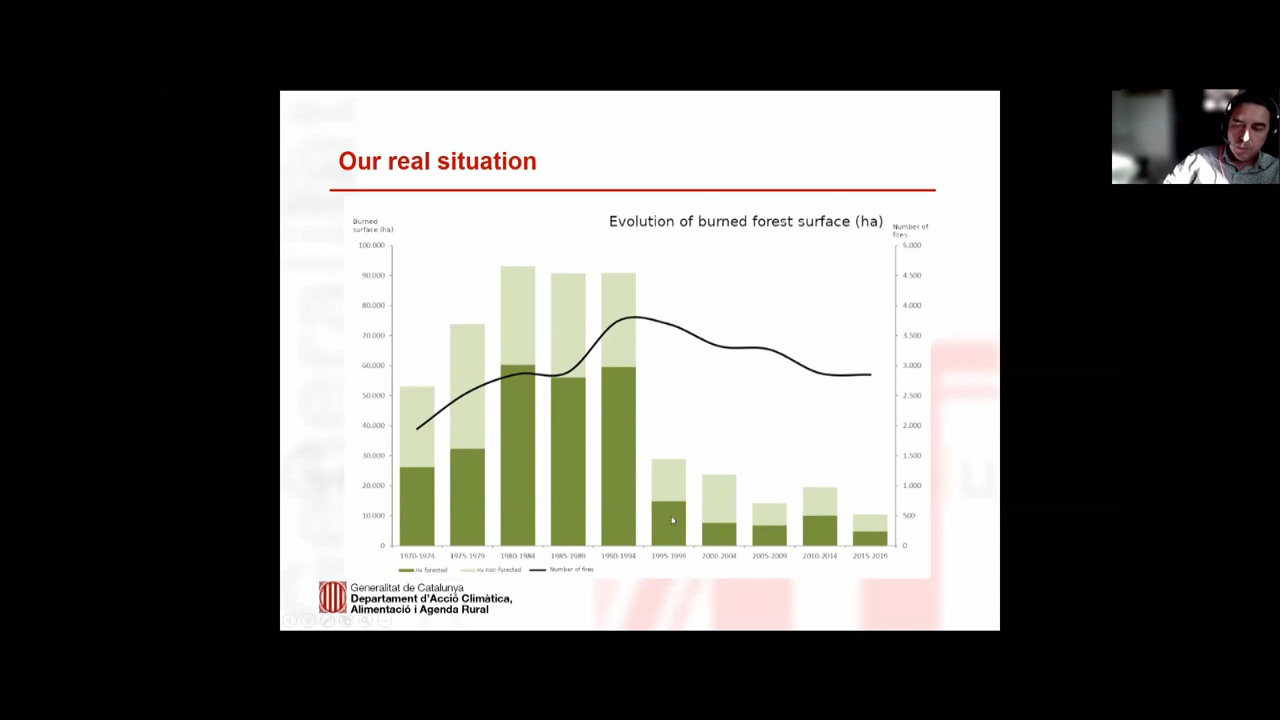 Our real situation
Evolution of burned forest surface (ha)
Burned
surface (ha)
Number of
fires
100.000
90.000
80.000
70.000
60.000
50.000
40.000
30.000
20.000
10.000
0
5.000
4.500
4.000
3.500
3.000
2.500
2.000
1.500
1.000
500
0
1970-1974 1975-1979 1980-1984 1985-1989 1990-1994 1995-1999 2000-2004 2005-2009 2010-2014 2015-2019
Ha forested Ha non-forested Number of fires
Generalitat de Catalunya
Departament d'Acció Climàtica,
Alimentació i Agenda Rural